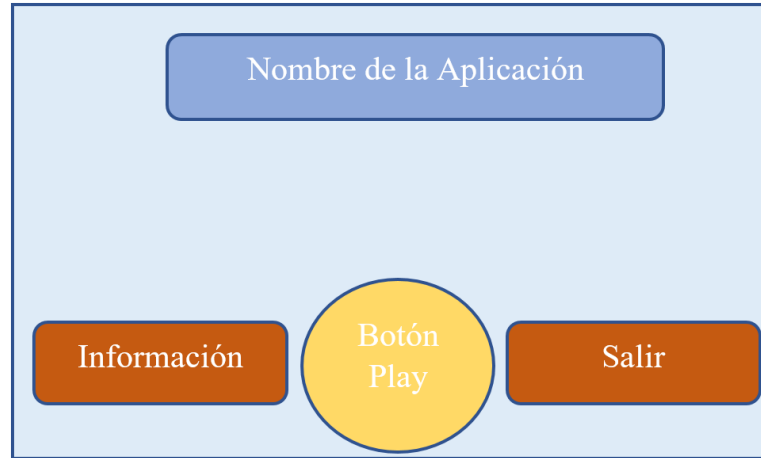 Nombre de la Aplicación
Información
Botón
Play
Salir